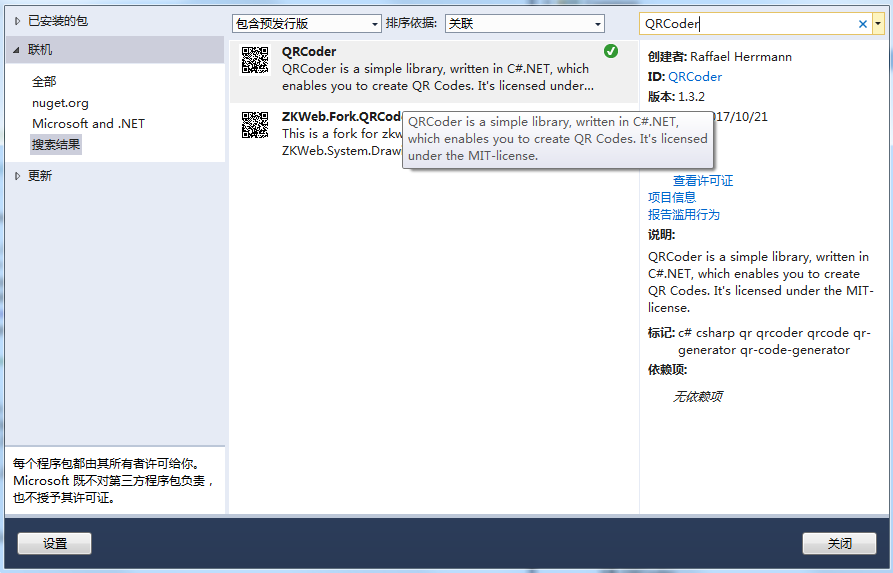 已安装的包
联机
全部
nuget.org
Microsoft and .NET
搜索结果
更新
每个程序包都由其所有者许可给你。
Microsoft 既不对第三方程序包负责，
也不授予其许可证。
包含预发行版
排序依据:
关联
QRCoder
QRCoder is a simple library, written in C#.NET, which
enables you to create QR Codes. It's licensed under...
ZKWeb.Fork.QRCode
This is a fork for zkw
ZKWeb.System.Draw
QRCoder is a simple library, written in C#.NET,
which enables you to create QR Codes. It's licensed
under the MIT-license.
QRCoder
创建者: Raffael Herrmann
ID: QRCoder
版本: 1.3.2
2017/10/21
查看许可证
项目信息
报告滥用行为
说明:
QRCoder is a simple library, written in
C#.NET, which enables you to create
QR Codes. It's licensed under the MIT-
license.
标记: c# csharp qr qrcoder qrcode qr-
generator qr-code-generator
依赖项:
无依赖项
设置
关闭